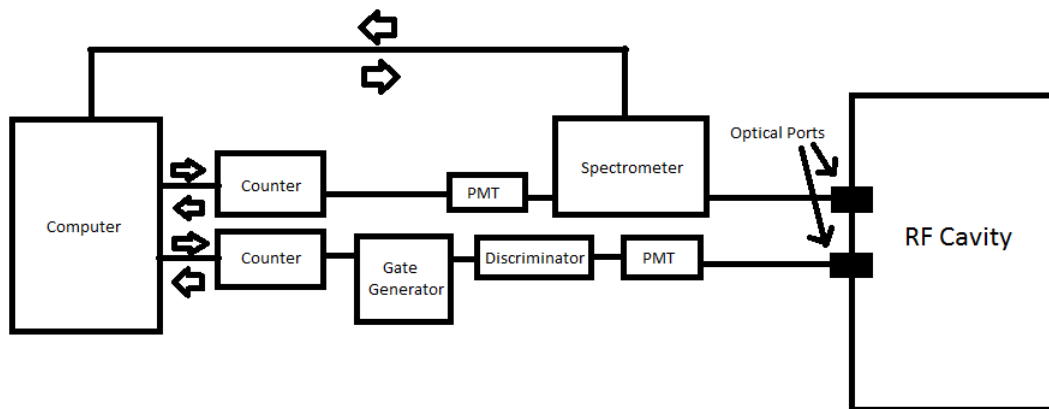 Optical Ports
Spectrometer
Counter
PMT
Computer
RF Cavity
Counter
Gate
Generator
Discriminator
PMT